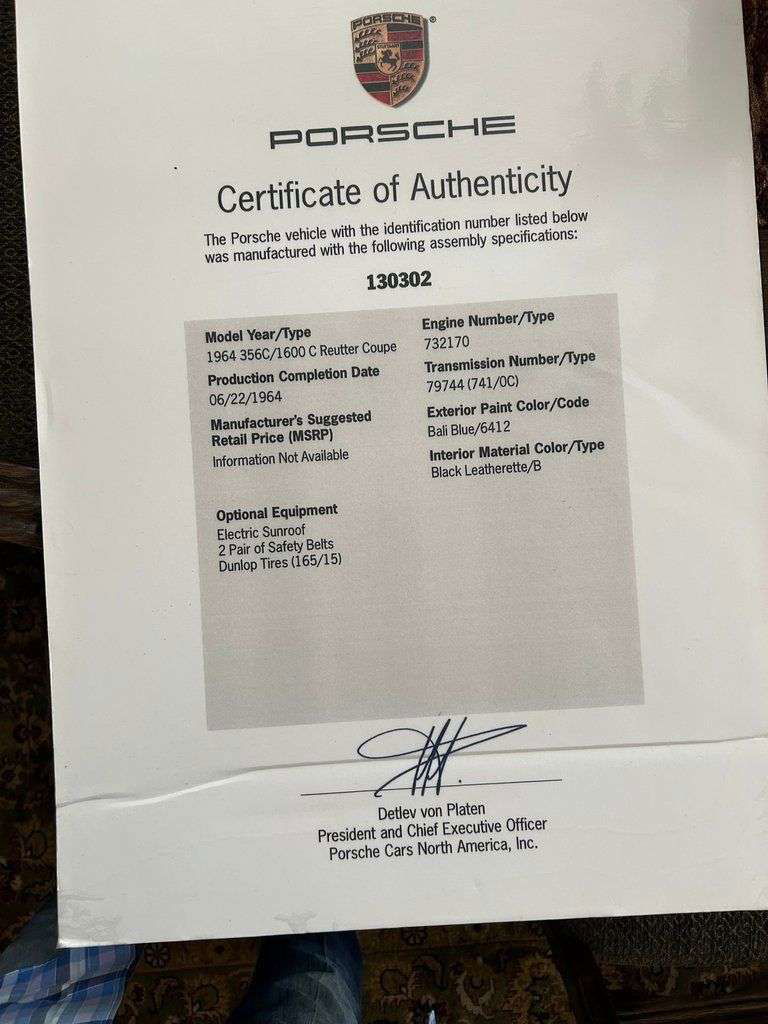 PORSCHE
PORSCHE
Certificate of Authenticity
The Porsche vehicle with the identification number listed below
was manufactured with the following assembly specifications:
130302
Model Year/Type
1964 356C/1600 C Reutter Coupe
Production Completion Date
06/22/1964
Manufacturer's Suggested
Retail Price (MSRP)
Information Not Available
Optional Equipment
Electric Sunroof
2 Pair of Safety Belts
Dunlop Tires (165/15)
Engine Number/Type
732170
Transmission Number/Type
79744 (741/0C)
Exterior Paint Color/Code
Bali Blue/6412
Interior Material Color/Type
Black Leatherette/B
Detlev von Platen
President and Chief Executive Officer
Porsche Cars North America, Inc.